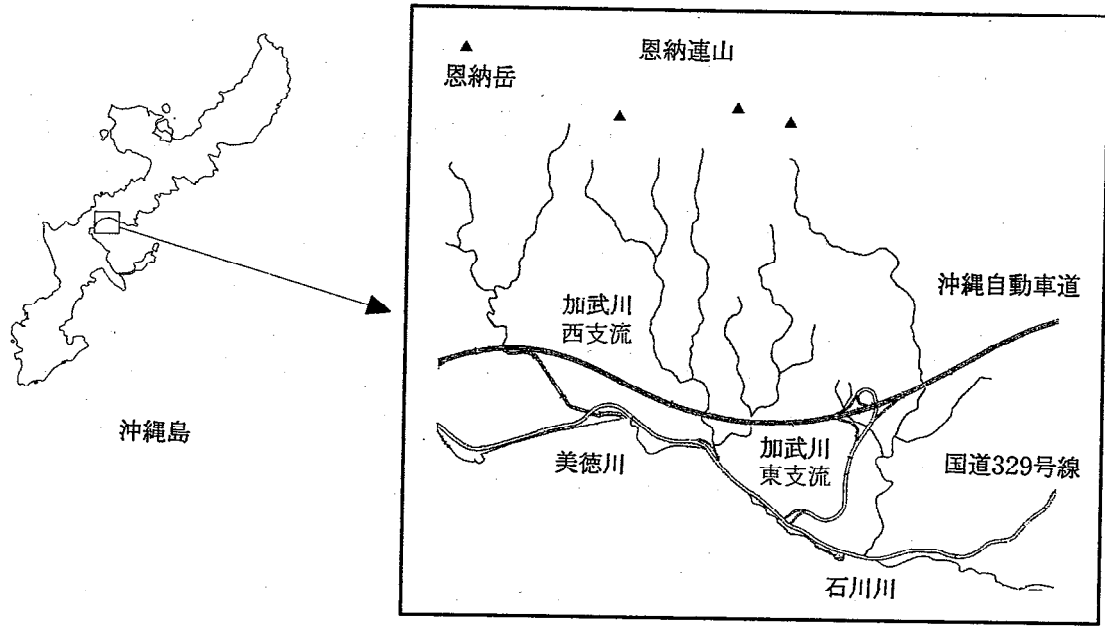 恩納連山
恩納岳
沖縄自動車道
加武川
西支流
沖縄島
美徳川
加武川
東支流
国道329号線
石川川